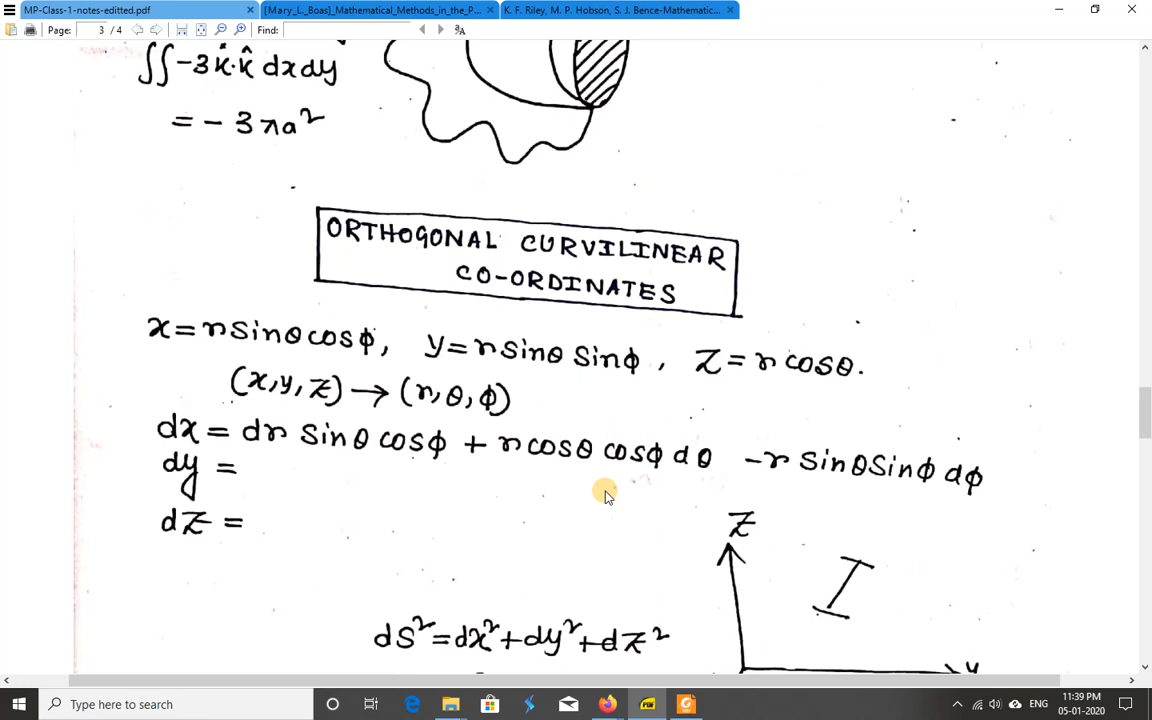 MP-Class-1-notes-editted.pdf
[Mary_L._Boas]_Mathematical_Methods_in_the_P...
K. F. Riley, M. P. Hobson, S. J. Bence-Mathematic...
Page: 3 / 4 Find:
∬ -3k̂·k̂ dxdy
= - 3πa²
ORTHOGONAL CURVILINEAR
CO-ORDINATES
x = r sinθ cosϕ, y = r sinθ sinϕ, z = r cosθ.
(x, y, z) → (r, θ, ϕ)
dx = dr sinθ cosϕ + r cosθ cosϕ dθ - r sinθ sinϕ dϕ
dy =
dz =
Z
I
dS² = dx² + dy² + dz²
y
Type here to search
ENG
11:39 PM
05-01-2020